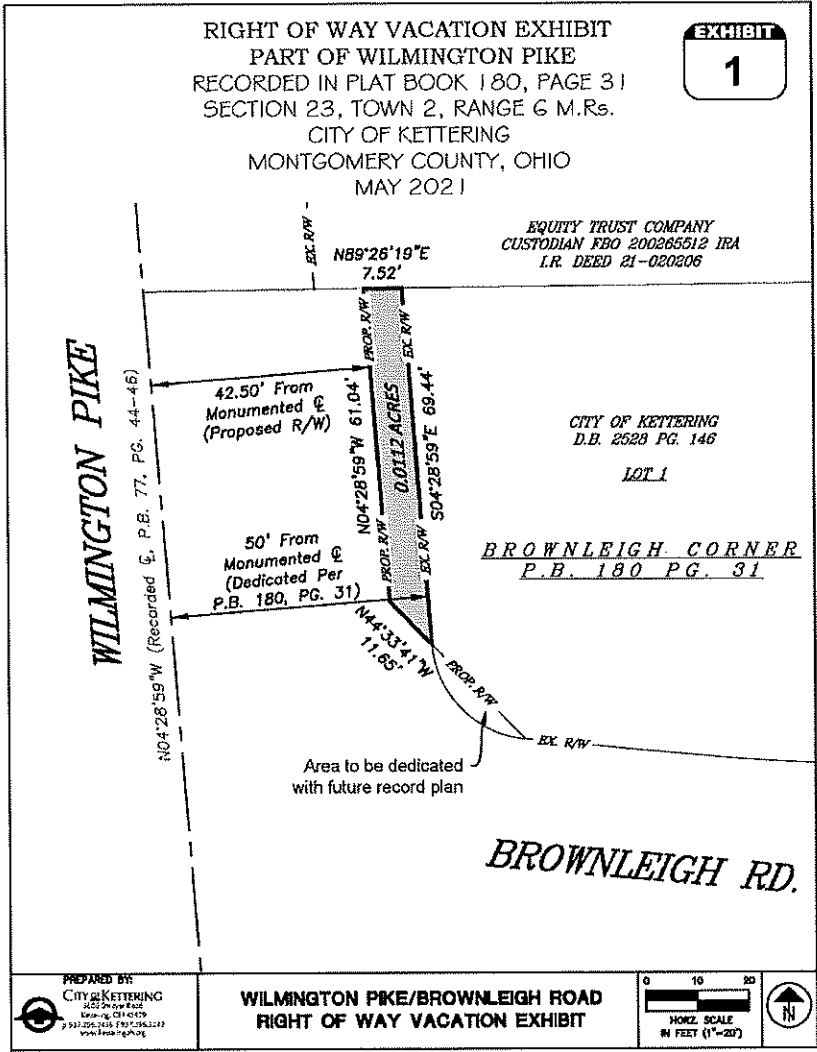 RIGHT OF WAY VACATION EXHIBIT
PART OF WILMINGTON PIKE
RECORDED IN PLAT BOOK 180, PAGE 31
SECTION 23, TOWN 2, RANGE 6 M.Rs.
CITY OF KETTERING
MONTGOMERY COUNTY, OHIO
MAY 2021
EXHIBIT
1
EX. R/W
N89°26'19"E
7.52'
EQUITY TRUST COMPANY
CUSTODIAN FBO 200265512 IRA
I.R. DEED 21-020206
WILMINGTON PIKE
N04°28'59"W (Recorded ℄, P.B. 77, PG. 44-46)
42.50' From
Monumented ℄
(Proposed R/W)
PROP. R/W
EX. R/W
N04°28'59"W 61.04'
0.0112 ACRES
S04°28'59"E 69.44'
CITY OF KETTERING
D.B. 2528 PG. 146
LOT 1
50' From
Monumented ℄
(Dedicated Per
P.B. 180, PG. 31)
PROP. R/W
EX. R/W
BROWNLEIGH CORNER
P.B. 180 PG. 31
N44°33'41"W
11.65'
PROP. R/W
EX. R/W
Area to be dedicated
with future record plan
BROWNLEIGH RD.
PREPARED BY:
CITY OF KETTERING
WILMINGTON PIKE/BROWNLEIGH ROAD
RIGHT OF WAY VACATION EXHIBIT
0 10 20
HORZ. SCALE
IN FEET (1"=20')
N